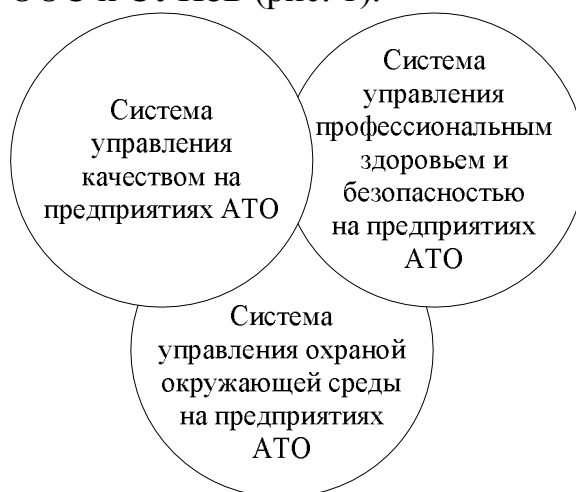 (рис. 1).
Система
управления
качеством на
предприятиях АТО
Система
управления
профессиональным
здоровьем и
безопасностью
на предприятиях
АТО
Система
управления охраной
окружающей среды
на предприятиях
АТО